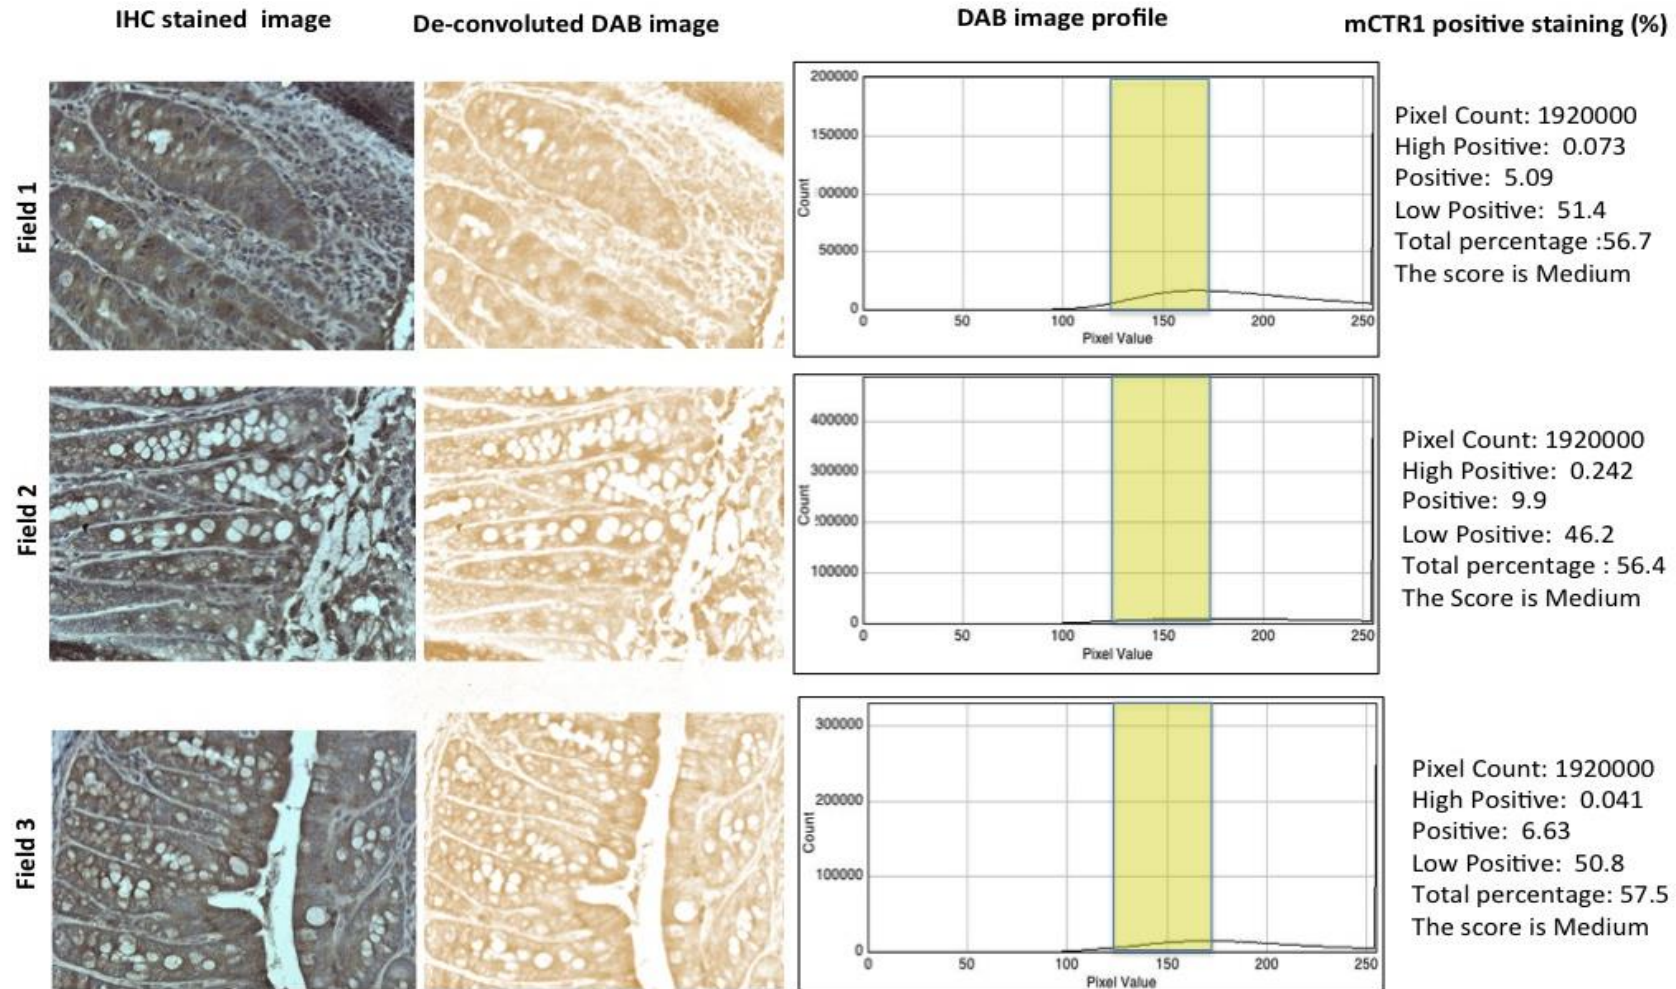 IHC stained image
De-convoluted DAB image
DAB image profile
mCTR1 positive staining (%)
Field 1
200000
150000
00000
50000
0
Count
0 50 100 150 200 250
Pixel Value
Pixel Count: 1920000
High Positive: 0.073
Positive: 5.09
Low Positive: 51.4
Total percentage :56.7
The score is Medium
Field 2
400000
300000
200000
100000
0
Count
0 50 100 150 200 250
Pixel Value
Pixel Count: 1920000
High Positive: 0.242
Positive: 9.9
Low Positive: 46.2
Total percentage : 56.4
The Score is Medium
Field 3
300000
200000
100000
0
Count
0 50 100 150 200 250
Pixel Value
Pixel Count: 1920000
High Positive: 0.041
Positive: 6.63
Low Positive: 50.8
Total percentage: 57.5
The score is Medium